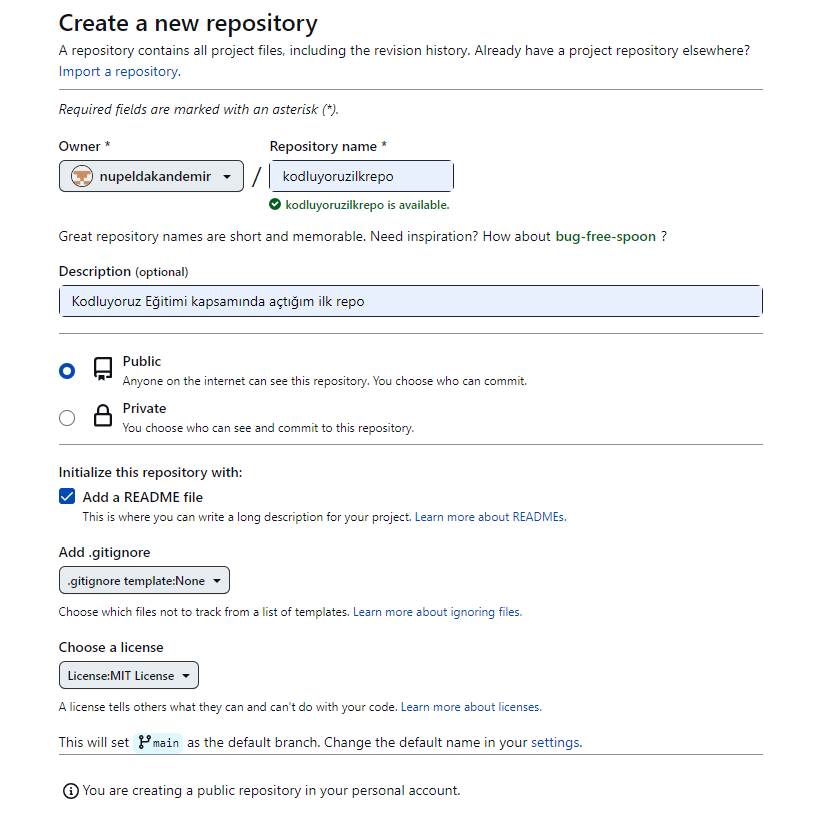 Create a new repository
A repository contains all project files, including the revision history. Already have a project repository elsewhere?
Import a repository.
Required fields are marked with an asterisk (*).
Owner *
Repository name *
nupeldakandemir
/
kodluyoruzilkrepo
kodluyoruzilkrepo is available.
Great repository names are short and memorable. Need inspiration? How about bug-free-spoon ?
Description (optional)
Kodluyoruz Eğitimi kapsamında açtığım ilk repo
Public
Anyone on the internet can see this repository. You choose who can commit.
Private
You choose who can see and commit to this repository.
Initialize this repository with:
Add a README file
This is where you can write a long description for your project. Learn more about READMEs.
Add .gitignore
.gitignore template:None
Choose which files not to track from a list of templates. Learn more about ignoring files.
Choose a license
License:MIT License
A license tells others what they can and can't do with your code. Learn more about licenses.
This will set main as the default branch. Change the default name in your settings.
You are creating a public repository in your personal account.